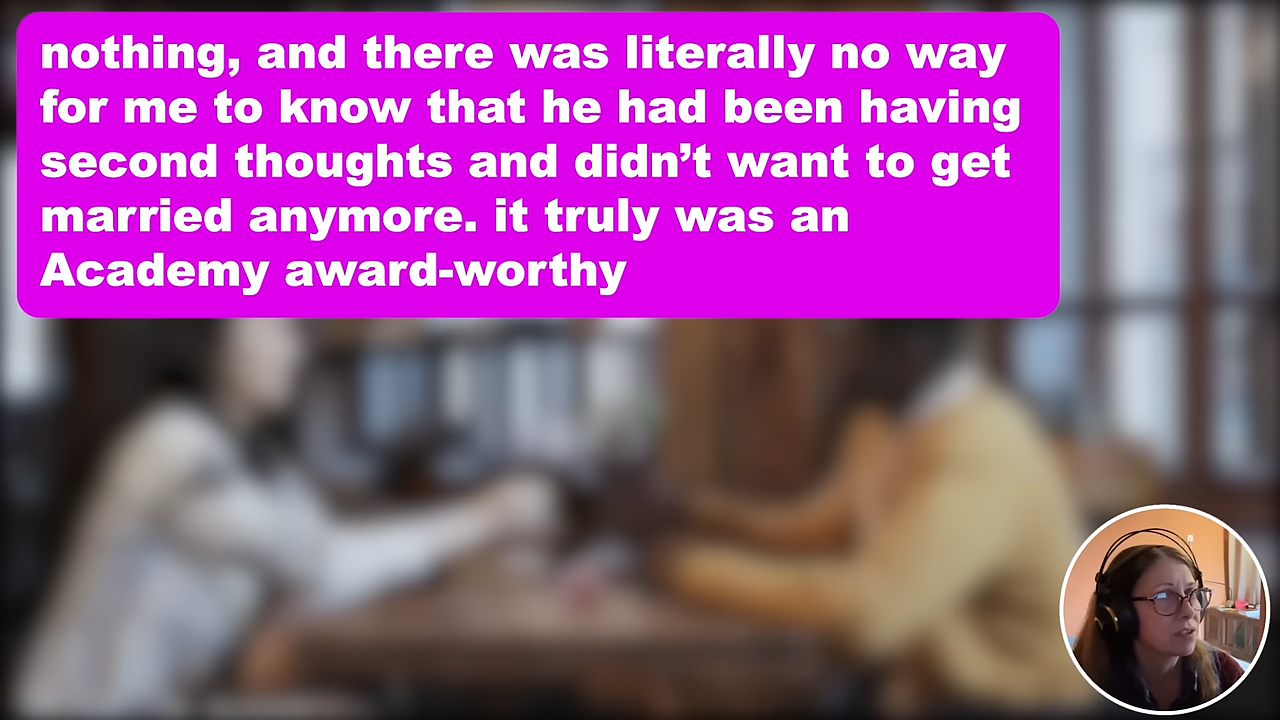 nothing, and there was literally no way
for me to know that he had been having
second thoughts and didn’t want to get
married anymore. it truly was an
Academy award-worthy